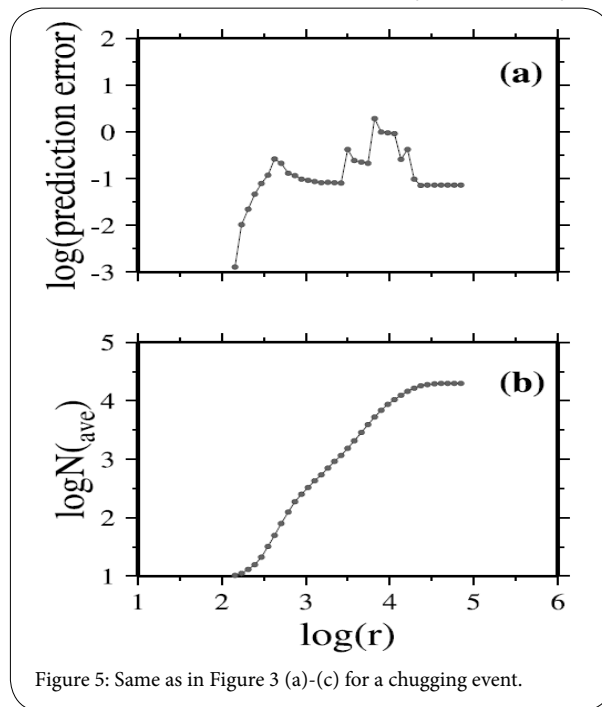 2
1
0
-1
-2
-3
log(prediction error)
(a)
5
4
3
2
1
logN(ave)
(b)
1 2 3 4 5 6
log(r)
Figure 5: Same as in Figure 3 (a)-(c) for a chugging event.